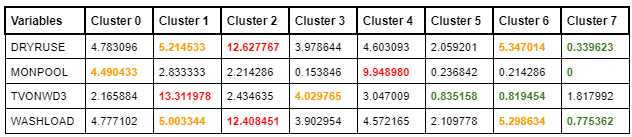 Variables Cluster 0 Cluster 1 Cluster 2 Cluster 3 Cluster 4 Cluster 5 Cluster 6 Cluster 7
DRYRUSE 4.783096 5.214533 12.627767 3.978644 4.603093 2.059201 5.347014 0.339623
MONPOOL 4.490433 2.833333 2.214286 0.153846 9.948980 0.236842 0.214286 0
TVONWD3 2.165884 13.311978 2.434635 4.029765 3.047009 0.835158 0.819454 1.817992
WASHLOAD 4.777102 5.003344 12.408451 3.902954 4.572165 2.109778 5.298634 0.775362